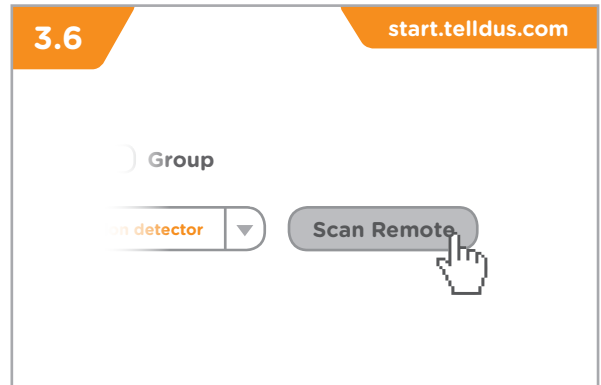 3.6
start.telldus.com
Group
on detector
Scan Remote